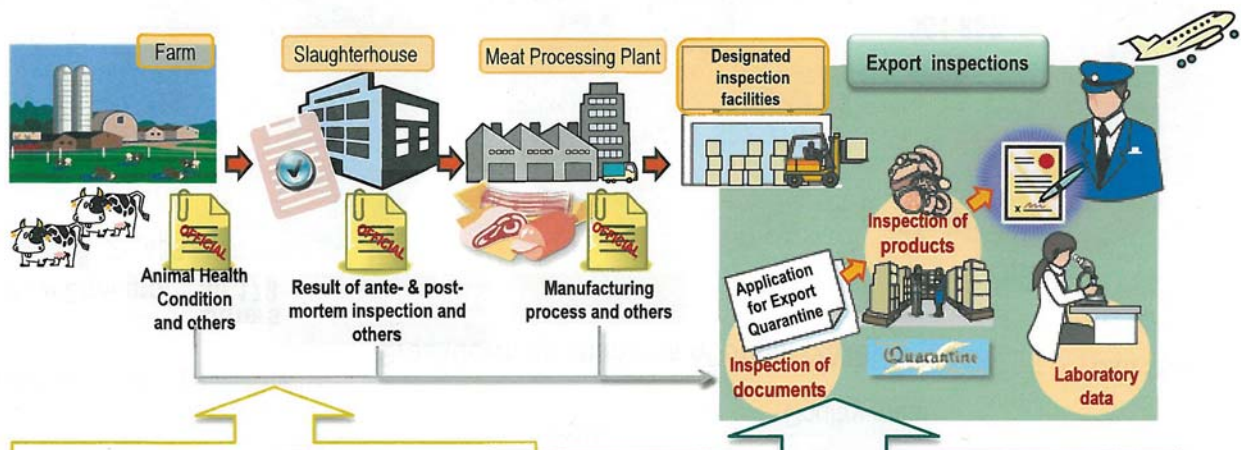 Farm
Slaughterhouse
Meat Processing Plant
Designated
inspection
facilities
Export inspections
OFFICIAL
OFFICIAL
OFFICIAL
Animal Health
Condition
and others
Result of ante- & post-
mortem inspection and
others
Manufacturing
process and others
Inspection of
products
Application
for Export
Quarantine
Quarantine
Inspection of
documents
Laboratory
data
x